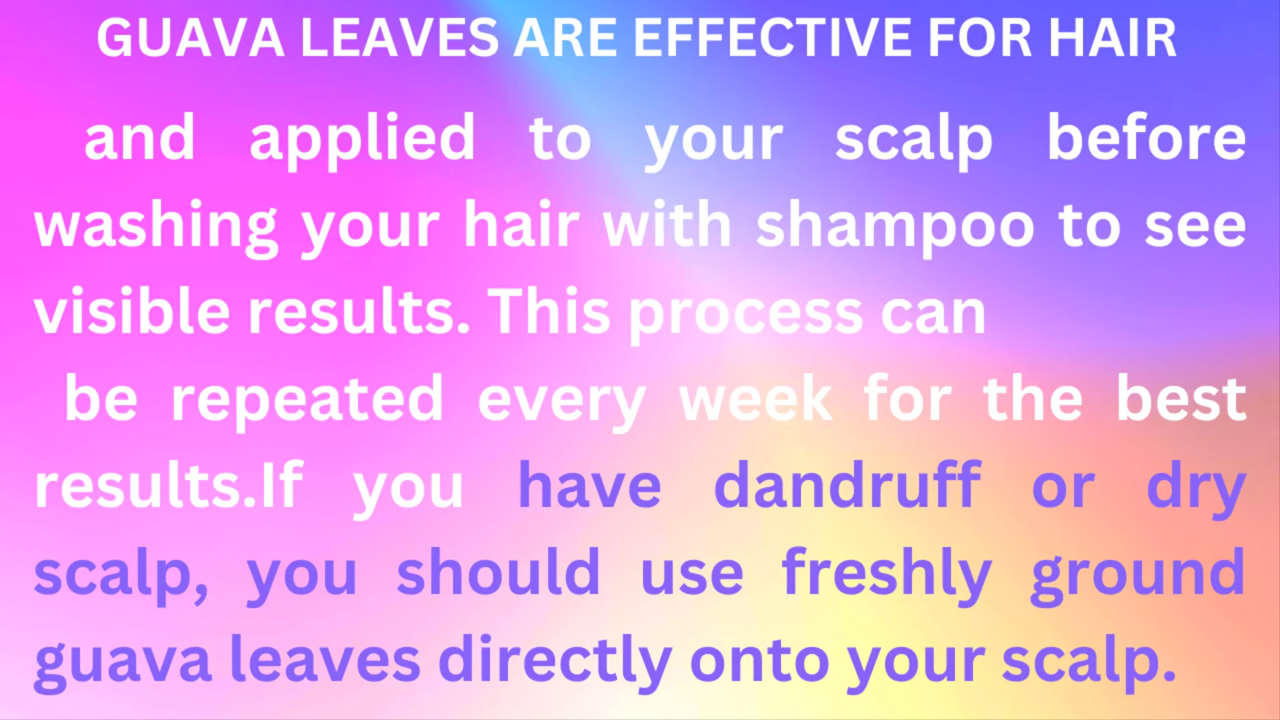 GUAVA LEAVES ARE EFFECTIVE FOR HAIR
and applied to your scalp before
washing your hair with shampoo to see
visible results. This process can
be repeated every week for the best
results.If you have dandruff or dry
scalp, you should use freshly ground
guava leaves directly onto your scalp.